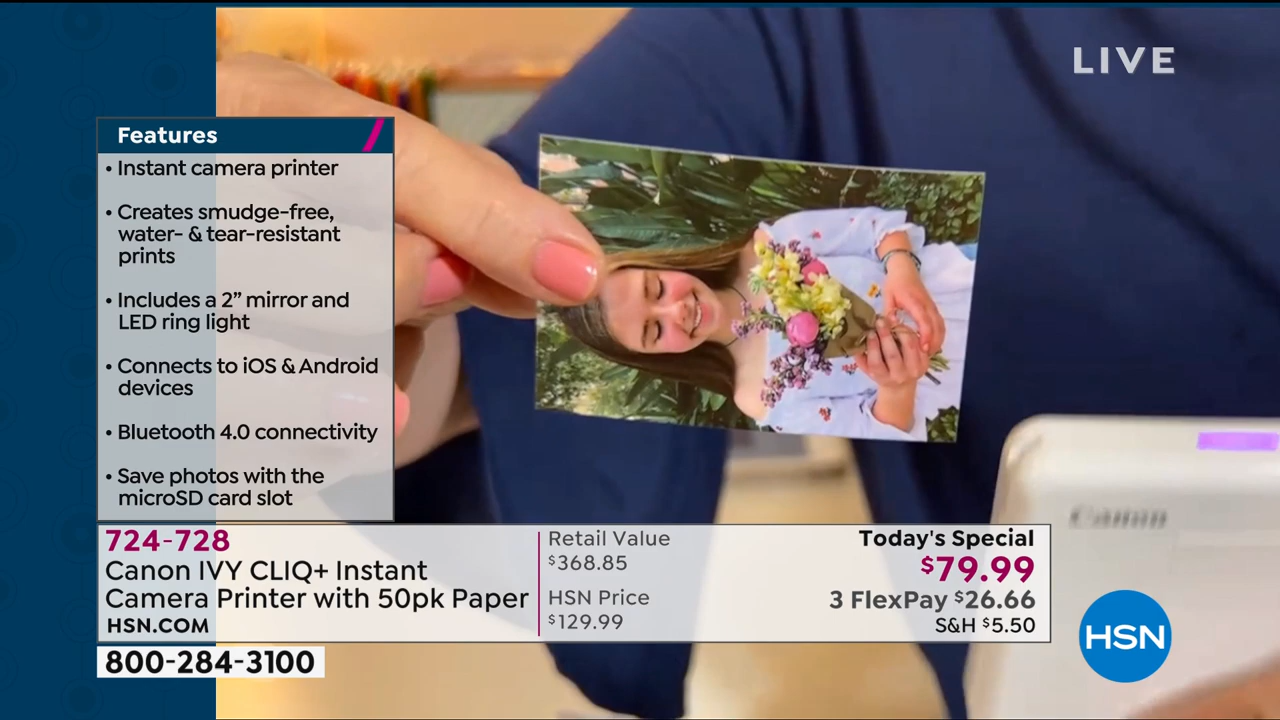 LIVE
Features
• Instant camera printer
• Creates smudge-free,
water- & tear-resistant
prints
• Includes a 2” mirror and
LED ring light
• Connects to iOS & Android
devices
• Bluetooth 4.0 connectivity
• Save photos with the
microSD card slot
Canon
724-728
Canon IVY CLIQ+ Instant
Camera Printer with 50pk Paper
HSN.COM
Retail Value
$368.85
HSN Price
$129.99
Today's Special
$79.99
3 FlexPay $26.66
S&H $5.50
HSN
800-284-3100